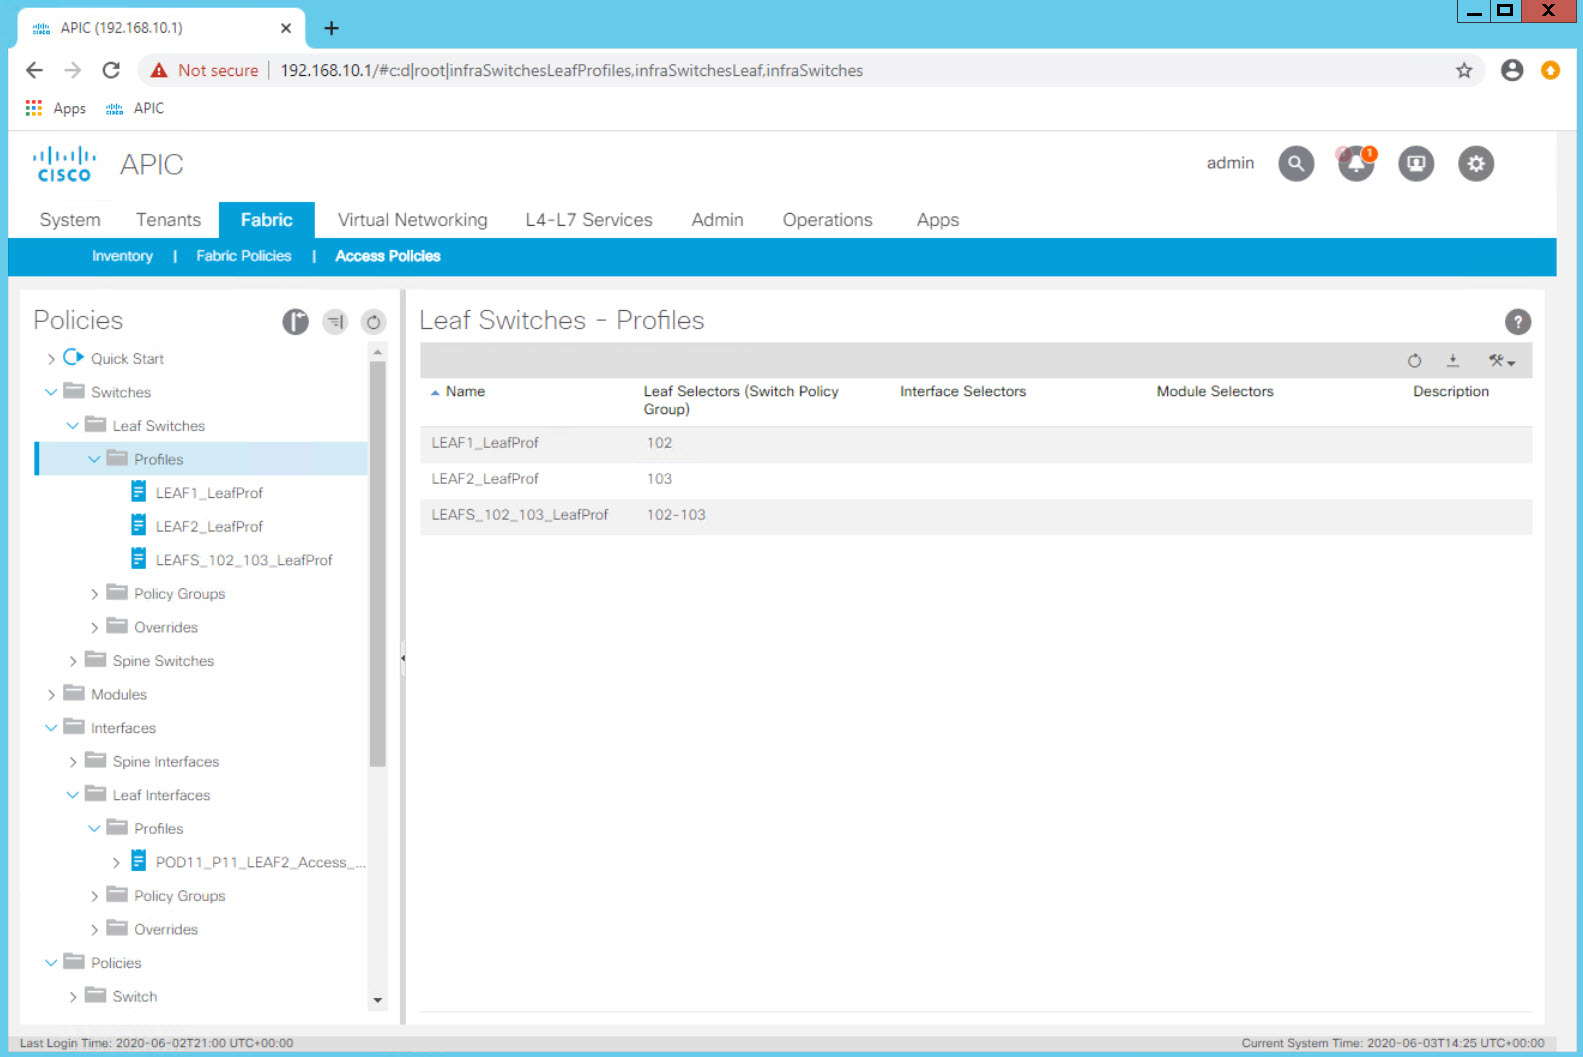 APIC (192.168.10.1)
Not secure | 192.168.10.1/#c:d|root|infraSwitchesLeafProfiles,infraSwitchesLeaf,infraSwitches
Apps APIC
CISCO APIC
admin 1
System Tenants Fabric Virtual Networking L4-L7 Services Admin Operations Apps
Inventory | Fabric Policies | Access Policies
Policies
Quick Start
Switches
Leaf Switches
Profiles
LEAF1_LeafProf
LEAF2_LeafProf
LEAFS_102_103_LeafProf
Policy Groups
Overrides
Spine Switches
Modules
Interfaces
Spine Interfaces
Leaf Interfaces
Profiles
POD11_P11_LEAF2_Access_...
Policy Groups
Overrides
Policies
Switch
Leaf Switches - Profiles
?
Name Leaf Selectors (Switch Policy Group) Interface Selectors Module Selectors Description
LEAF1_LeafProf 102
LEAF2_LeafProf 103
LEAFS_102_103_LeafProf 102-103
Last Login Time: 2020-06-02T21:00 UTC+00:00
Current System Time: 2020-06-03T14:25 UTC+00:00